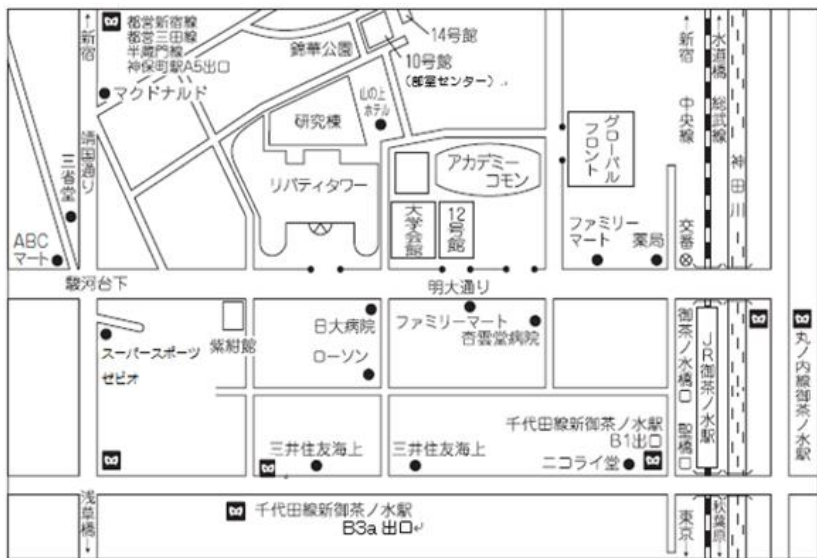 ←新宿
都営新宿線
都営三田線
半蔵門線
神保町駅A5出口
マクドナルド
靖国通り
三省堂
ABC
マート
駿河台下
錦華公園
14号館
10号館
(部室センター)
山の上
ホテル
研究棟
リバティタワー
アカデミー
コモン
大学会館
12号館
グローバル
フロント
ファミリー
マート
薬局
←新宿
中央線
水道橋
総武線
神田川
交番
明大通り
スーパースポーツ
ゼビオ
紫紺館
日大病院
ローソン
ファミリーマート
杏雲堂病院
御茶ノ水橋口
聖橋口
JR御茶ノ水駅
丸ノ内線御茶ノ水駅
三井住友海上
三井住友海上
千代田線新御茶ノ水駅
B1出口
ニコライ堂
浅草橋→
千代田線新御茶ノ水駅
B3a 出口↵
東京→
秋葉原→